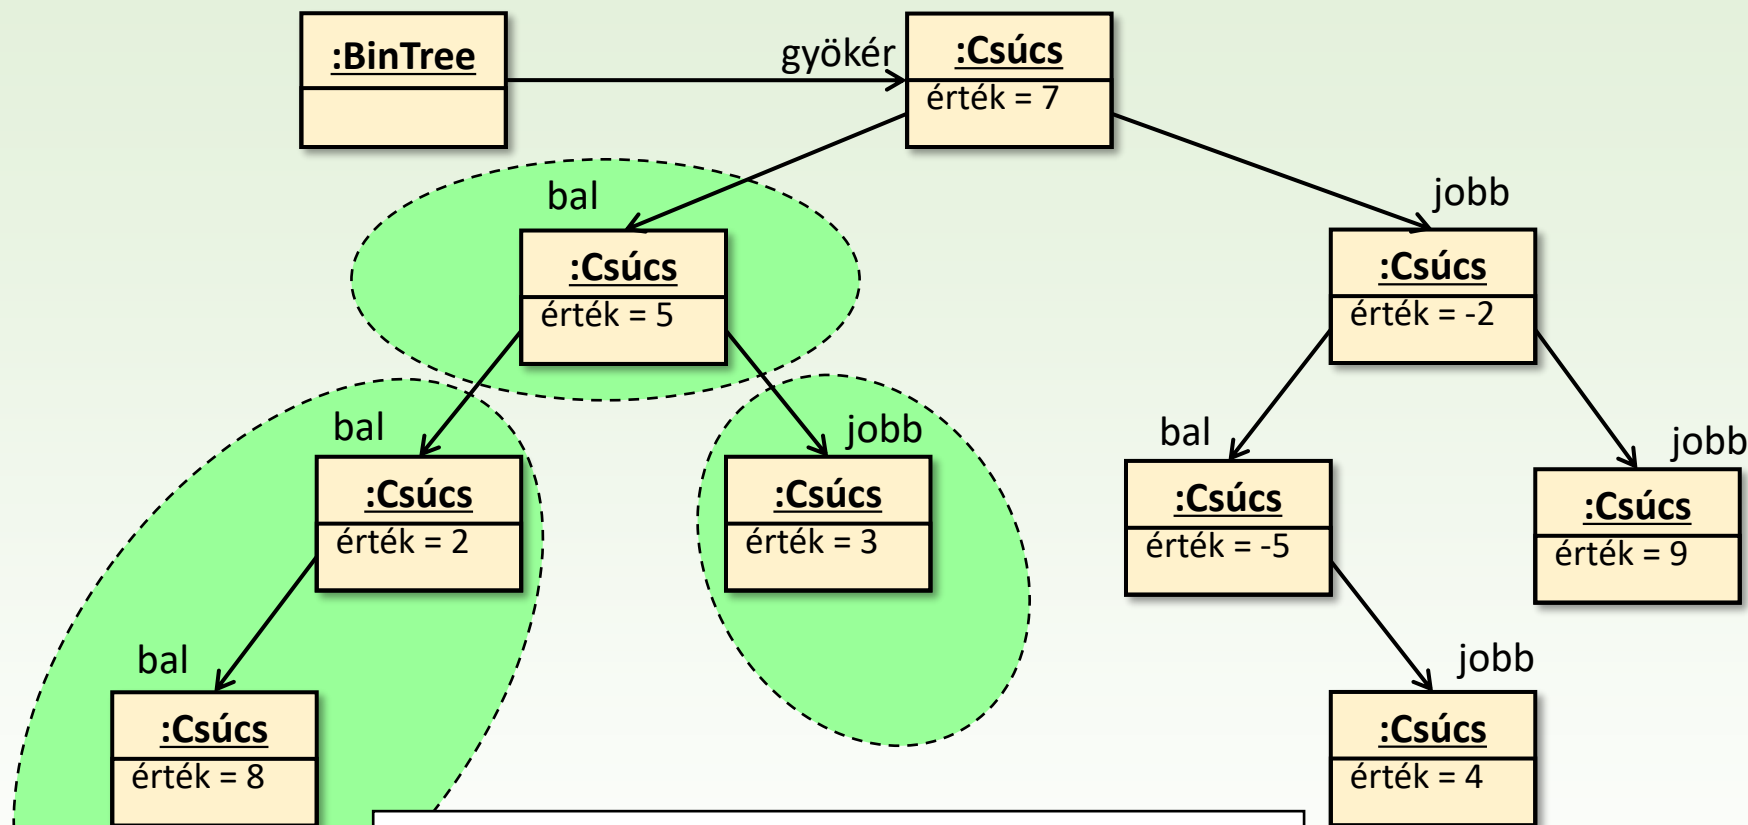 :BinTree
gyökér
:Csúcs
érték = 7
bal
jobb
:Csúcs
érték = 5
:Csúcs
érték = -2
bal
jobb
bal
jobb
:Csúcs
érték = 2
:Csúcs
érték = 3
:Csúcs
érték = -5
:Csúcs
érték = 9
bal
jobb
:Csúcs
érték = 8
:Csúcs
érték = 4